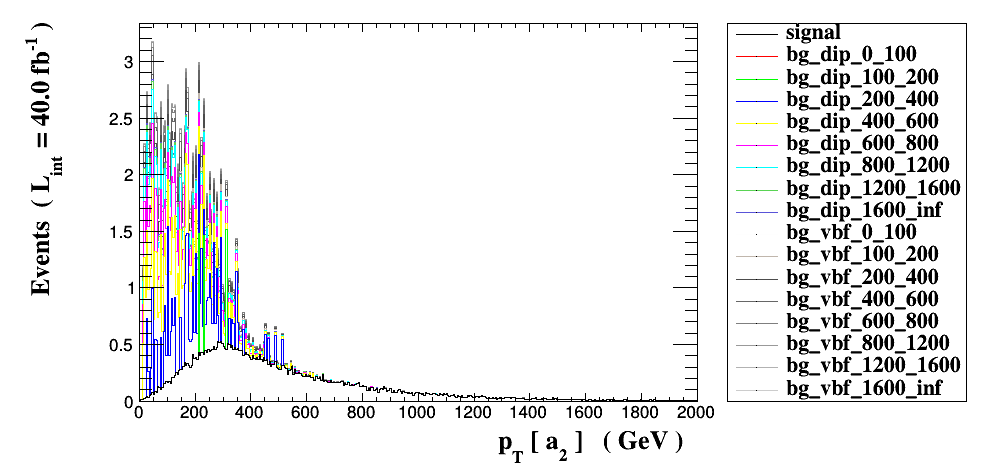 Events ( L_int = 40.0 fb^-1 )
3
2.5
2
1.5
1
0.5
0
0 200 400 600 800 1000 1200 1400 1600 1800 2000
p_T [ a_2 ] ( GeV )
signal
bg_dip_0_100
bg_dip_100_200
bg_dip_200_400
bg_dip_400_600
bg_dip_600_800
bg_dip_800_1200
bg_dip_1200_1600
bg_dip_1600_inf
bg_vbf_0_100
bg_vbf_100_200
bg_vbf_200_400
bg_vbf_400_600
bg_vbf_600_800
bg_vbf_800_1200
bg_vbf_1200_1600
bg_vbf_1600_inf